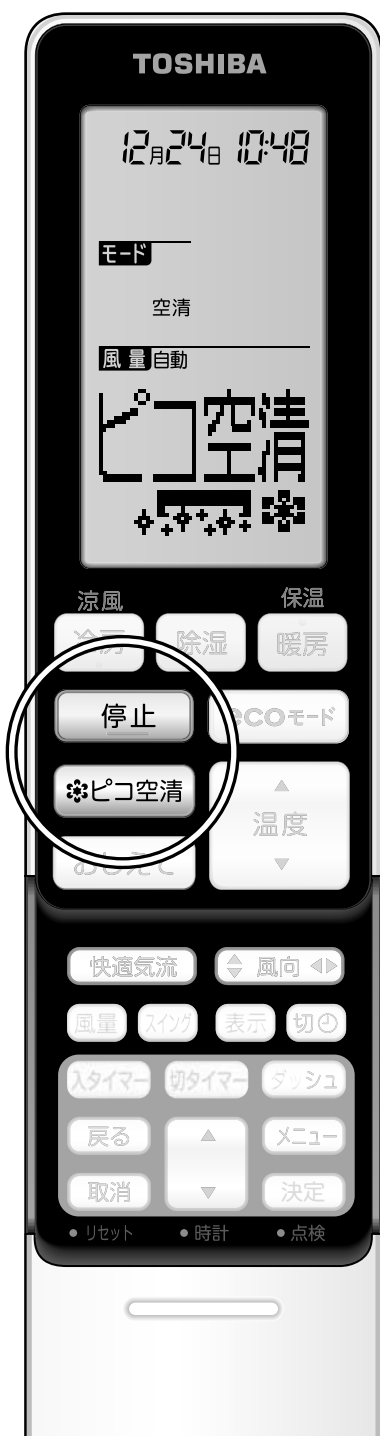 TOSHIBA
12月24日 10:48
モード
空清
風量 自動
ピコ空清
涼風 保温
冷房 除湿 暖房
停止 ecoモード
ピコ空清 温度
おしえて
快適気流 風向
風量 スイング 表示 切
入タイマー 切タイマー ダッシュ
戻る メニュー
取消 決定
リセット 時計 点検